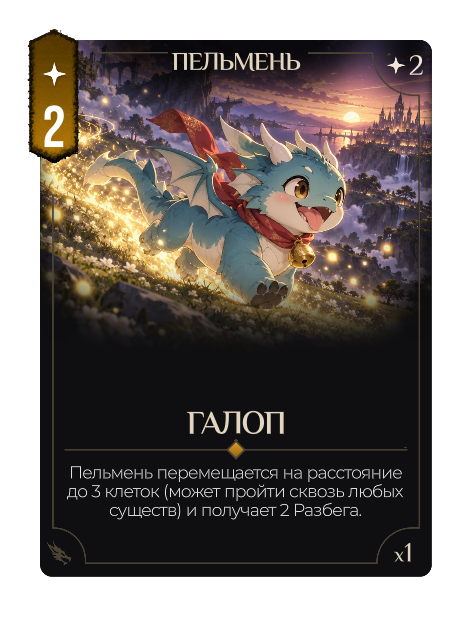 ПЕЛЬМЕНЬ
2
2
ГАЛОП
Пельмень перемещается на расстояние
до 3 клеток (может пройти сквозь любых
существ) и получает 2 Разбега.
x1